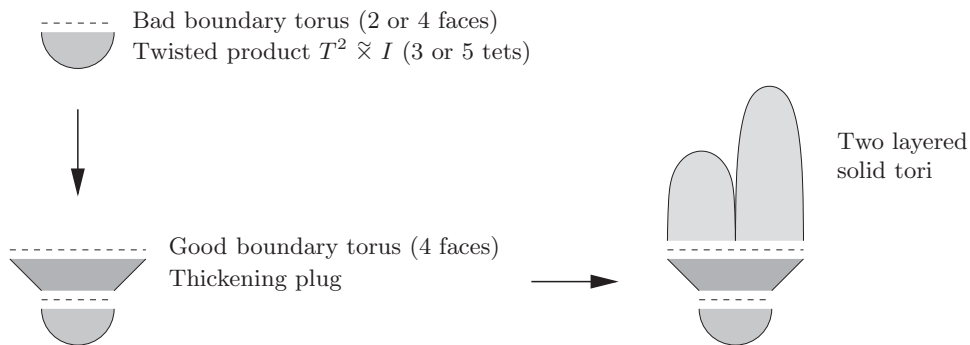 Bad boundary torus (2 or 4 faces)
Twisted product T² ⨰ I (3 or 5 tets)
Two layered
solid tori
Good boundary torus (4 faces)
Thickening plug